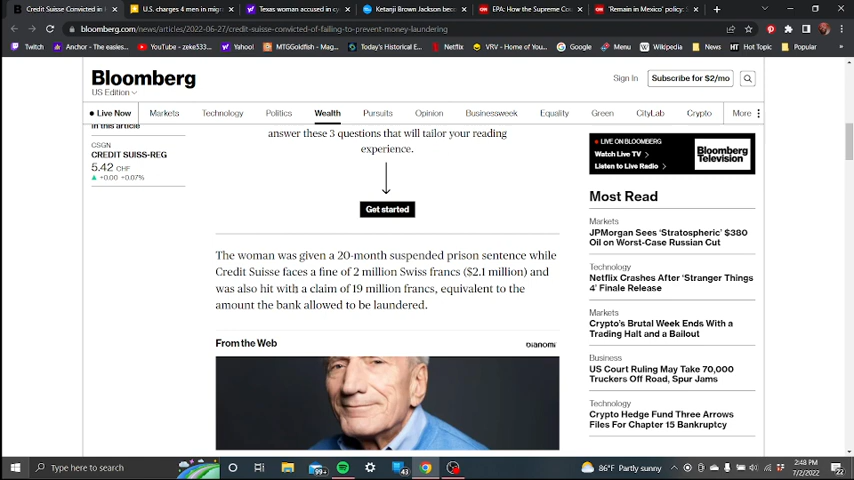 Credit Suisse Convicted in
U.S. charges 4 men in migra
Texas woman accused in cy
Ketanji Brown Jackson beco
EPA: How the Supreme Cou
'Remain in Mexico' policy: S
bloomberg.com/news/articles/2022-06-27/credit-suisse-convicted-of-failing-to-prevent-money-laundering
Twitch
Anchor - The easies...
YouTube - zeke533...
Yahoo!
MTGGoldfish - Mag...
Today's Historical E...
Netflix
VRV - Home of Your...
Google
Menu
Wikipedia
News
Hot Topic
Popular
Bloomberg
US Edition
Sign In
Subscribe for $2/mo
Live Now
Markets
Technology
Politics
Wealth
Pursuits
Opinion
Businessweek
Equality
Green
CityLab
Crypto
More
In this article
CSGN
CREDIT SUISS-REG
5.42 CHF
+0.00 +0.07%
answer these 3 questions that will tailor your reading
experience.
Get started
The woman was given a 20-month suspended prison sentence while
Credit Suisse faces a fine of 2 million Swiss francs ($2.1 million) and
was also hit with a claim of 19 million francs, equivalent to the
amount the bank allowed to be laundered.
From the Web
DIANOMI
LIVE ON BLOOMBERG
Watch Live TV
Listen to Live Radio
Bloomberg
Television
Most Read
Markets
JPMorgan Sees 'Stratospheric' $380
Oil on Worst-Case Russian Cut
Technology
Netflix Crashes After 'Stranger Things
4' Finale Release
Markets
Crypto's Brutal Week Ends With a
Trading Halt and a Bailout
Business
US Court Ruling May Take 70,000
Truckers Off Road, Spur Jams
Technology
Crypto Hedge Fund Three Arrows
Files For Chapter 15 Bankruptcy
Type here to search
99+
43
86°F Partly sunny
2:48 PM
7/2/2022
22